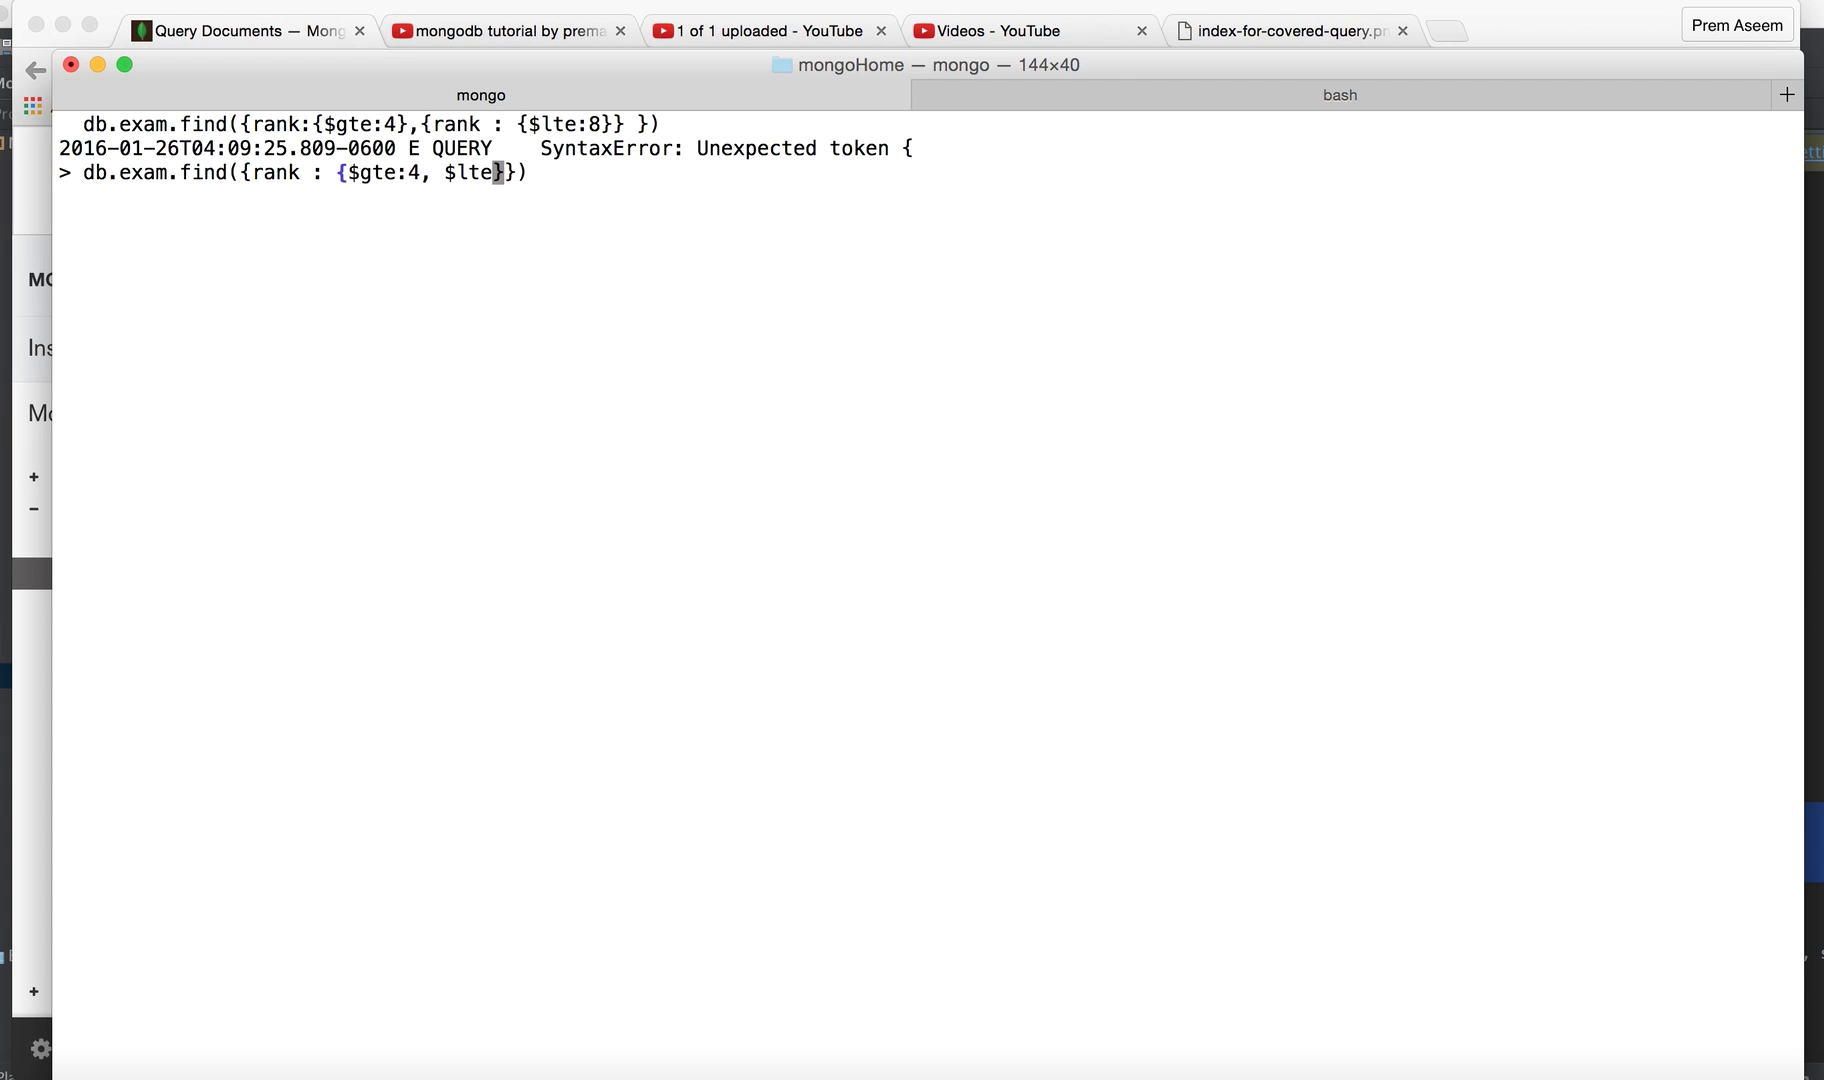 Query Documents — Mong
mongodb tutorial by prema
1 of 1 uploaded - YouTube
Videos - YouTube
index-for-covered-query.pn
Prem Aseem
mongoHome — mongo — 144×40
mongo
bash
db.exam.find({rank:{$gte:4},{rank : {$lte:8}} })
2016-01-26T04:09:25.809-0600 E QUERY    SyntaxError: Unexpected token {
> db.exam.find({rank : {$gte:4, $lte}})
Ins